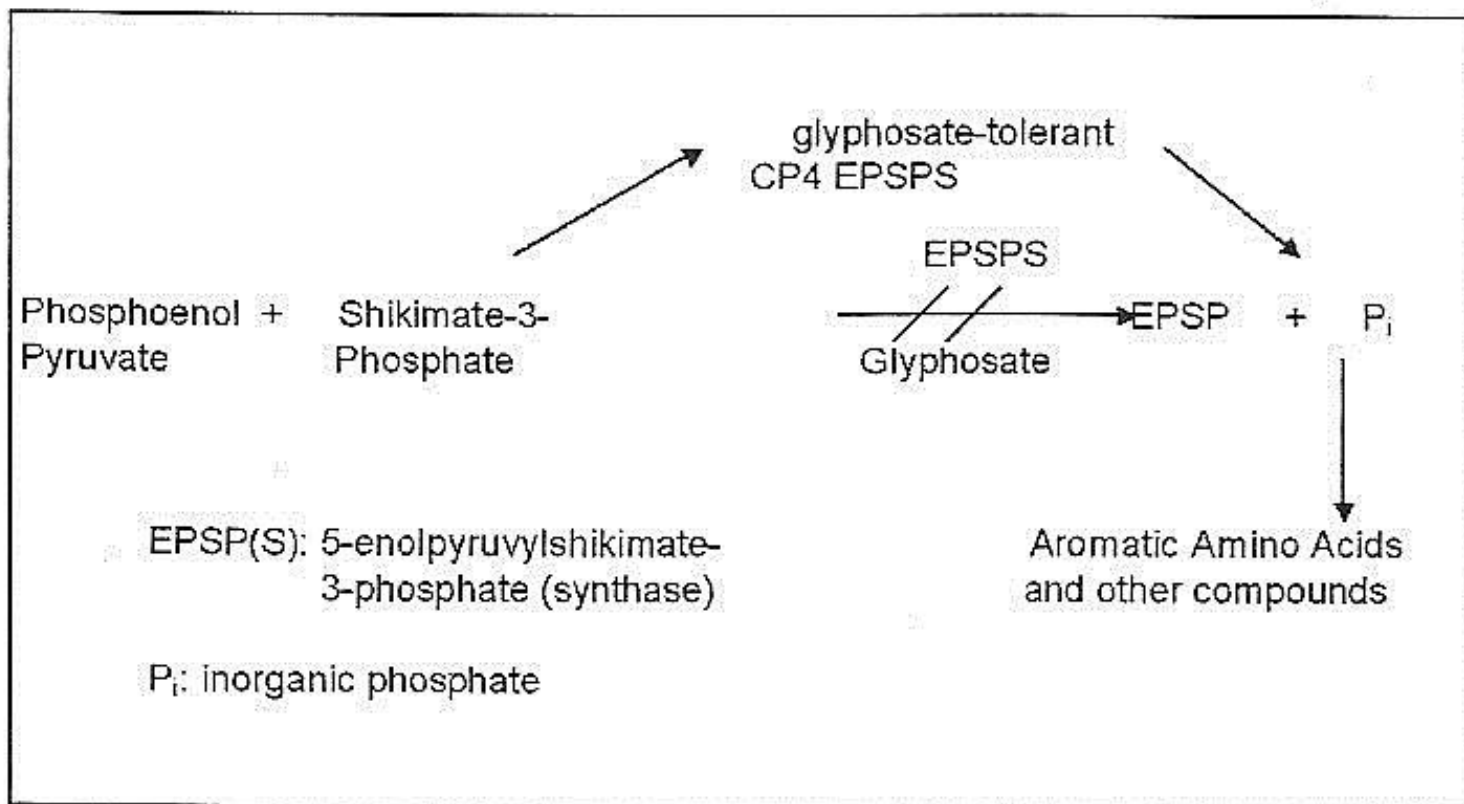 glyphosate-tolerant
CP4 EPSPS
EPSPS
Phosphoenol + Shikimate-3- EPSP + Pᵢ
Pyruvate Phosphate Glyphosate
EPSP(S): 5-enolpyruvylshikimate-
3-phosphate (synthase)
Aromatic Amino Acids
and other compounds
Pᵢ: inorganic phosphate